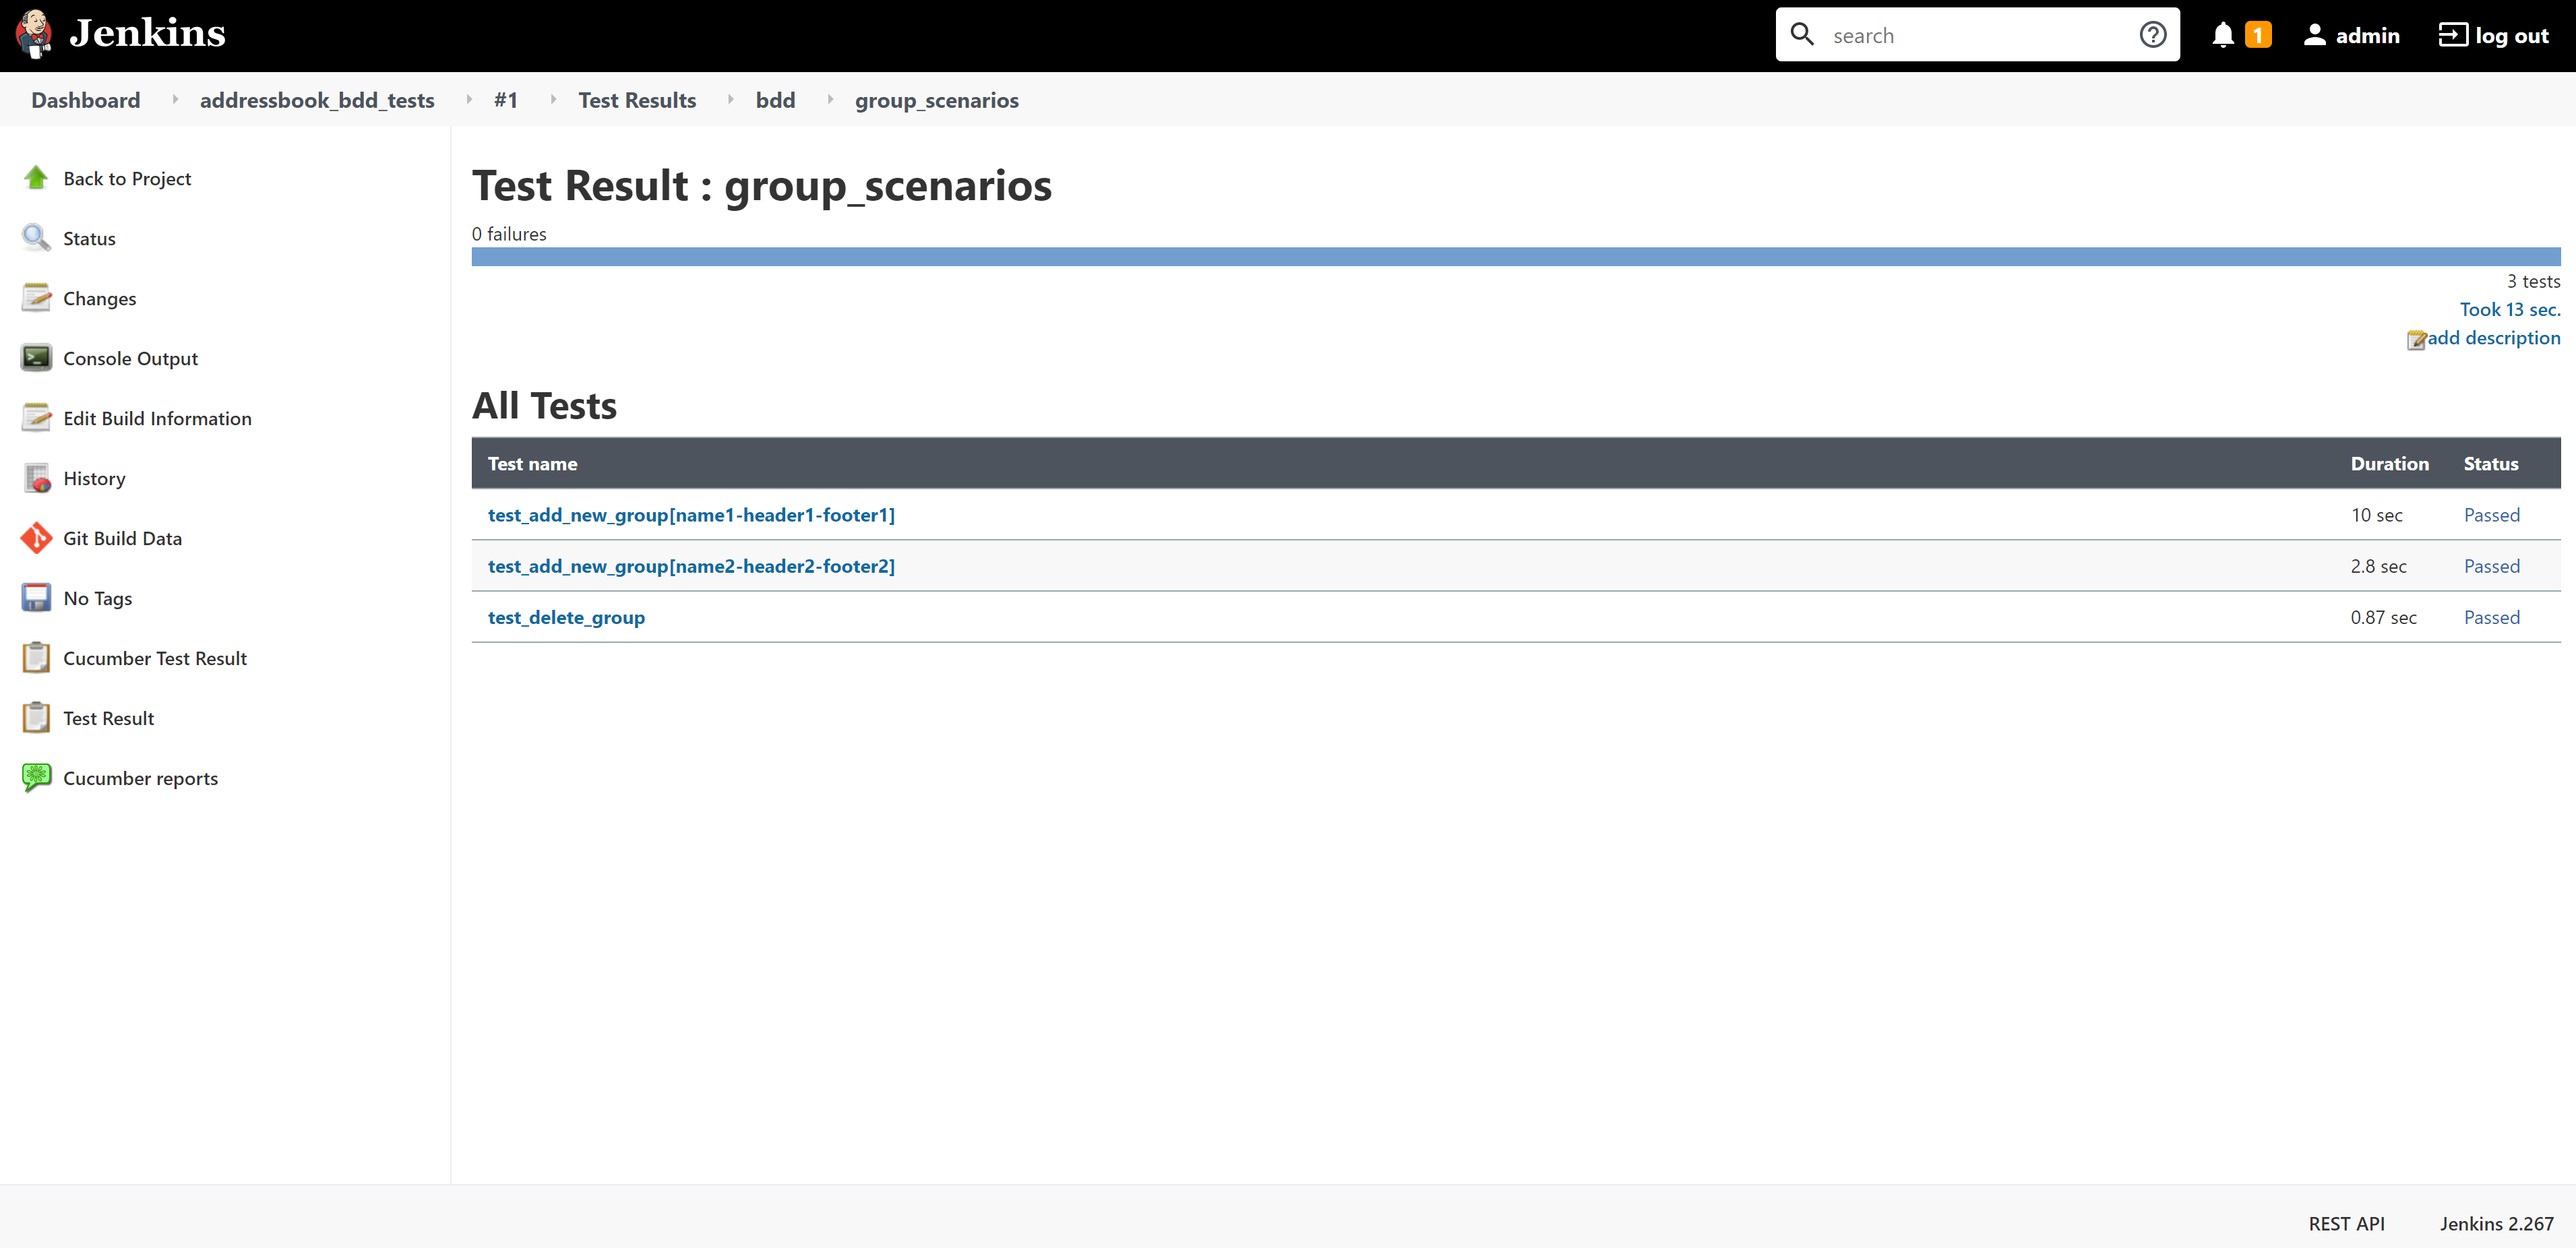 Jenkins
search
1
admin
log out
Dashboard addressbook_bdd_tests #1 Test Results bdd group_scenarios
Back to Project
Status
Changes
Console Output
Edit Build Information
History
Git Build Data
No Tags
Cucumber Test Result
Test Result
Cucumber reports
Test Result : group_scenarios
0 failures
3 tests
Took 13 sec.
add description
All Tests
Test name Duration Status
test_add_new_group[name1-header1-footer1] 10 sec Passed
test_add_new_group[name2-header2-footer2] 2.8 sec Passed
test_delete_group 0.87 sec Passed
REST API Jenkins 2.267